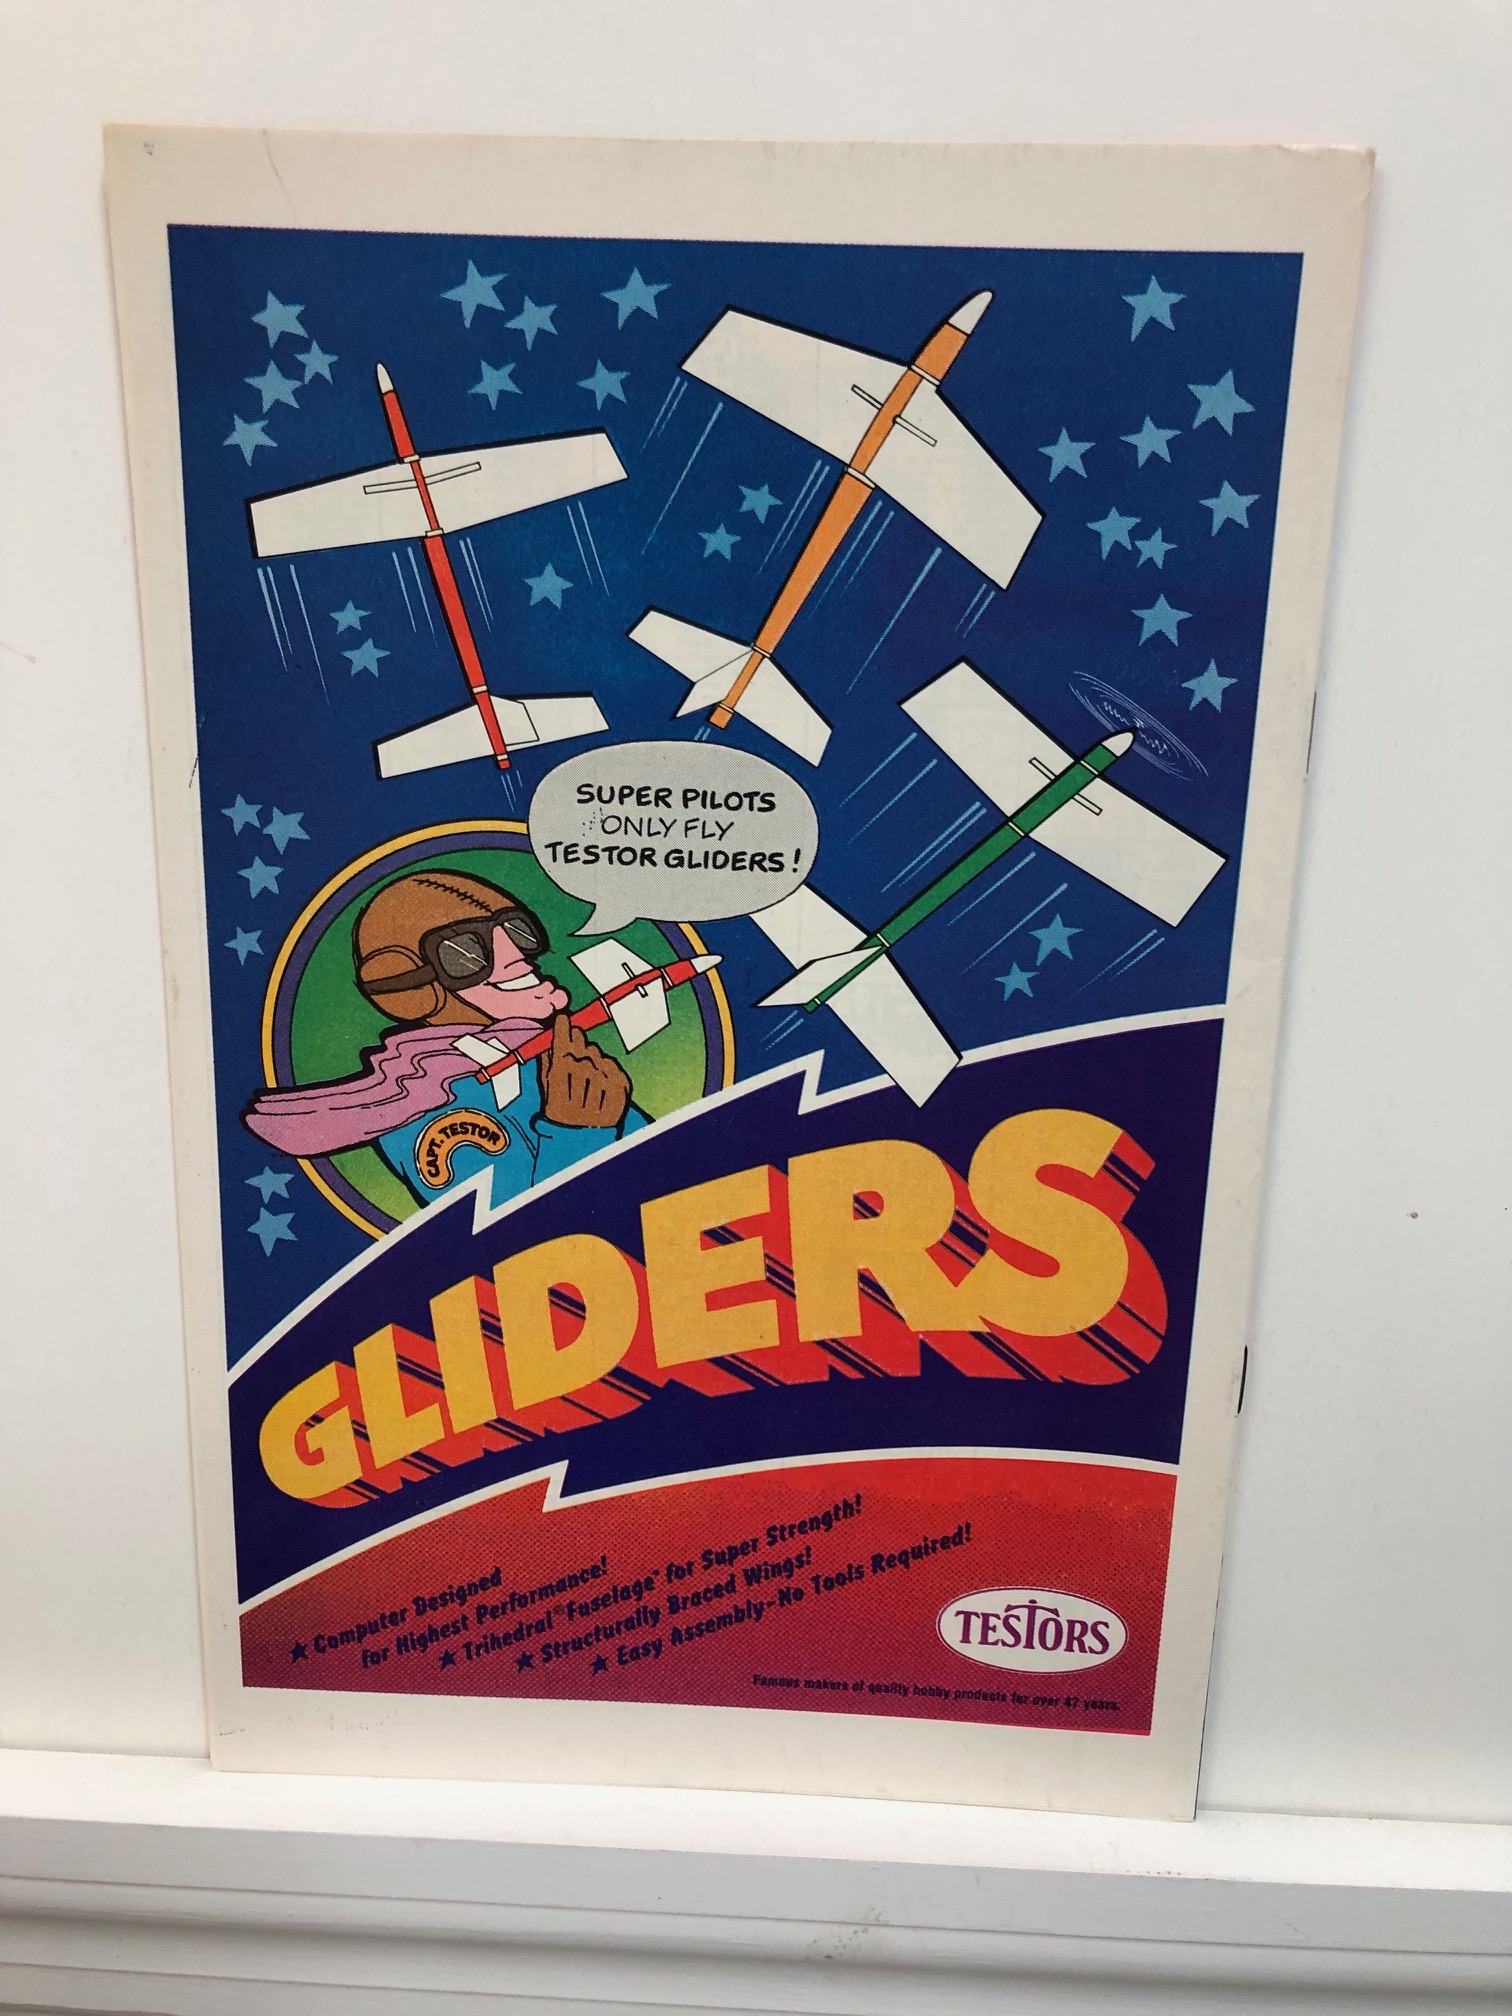 SUPER PILOTS
ONLY FLY
TESTOR GLIDERS!
CAPT. TESTOR
GLIDERS
★ Computer Designed
for Highest Performance!
★ Trihedral® Fuselage™ for Super Strength!
★ Structurally Braced Wings!
★ Easy Assembly-No Tools Required!
TESTORS
Famous makers of quality hobby products for over 47 years.